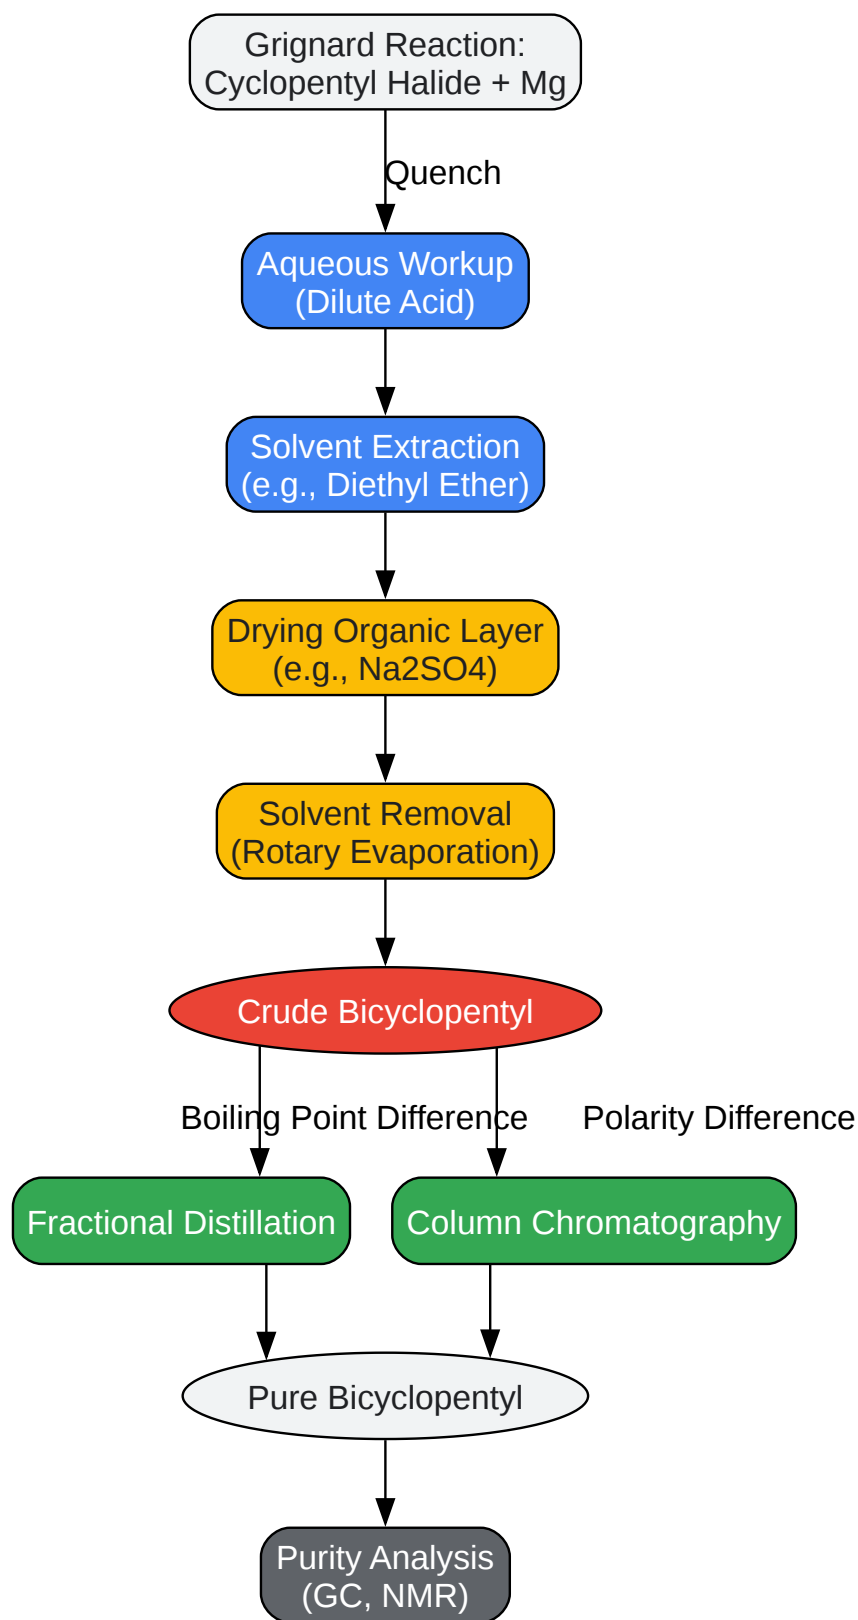 Grignard Reaction:
Cyclopentyl Halide + Mg
Quench
Aqueous Workup
(Dilute Acid)
Solvent Extraction
(e.g., Diethyl Ether)
Drying Organic Layer
(e.g., Na2SO4)
Solvent Removal
(Rotary Evaporation)
Crude Bicyclopentyl
Boiling Point Difference
Polarity Difference
Fractional Distillation
Column Chromatography
Pure Bicyclopentyl
Purity Analysis
(GC, NMR)